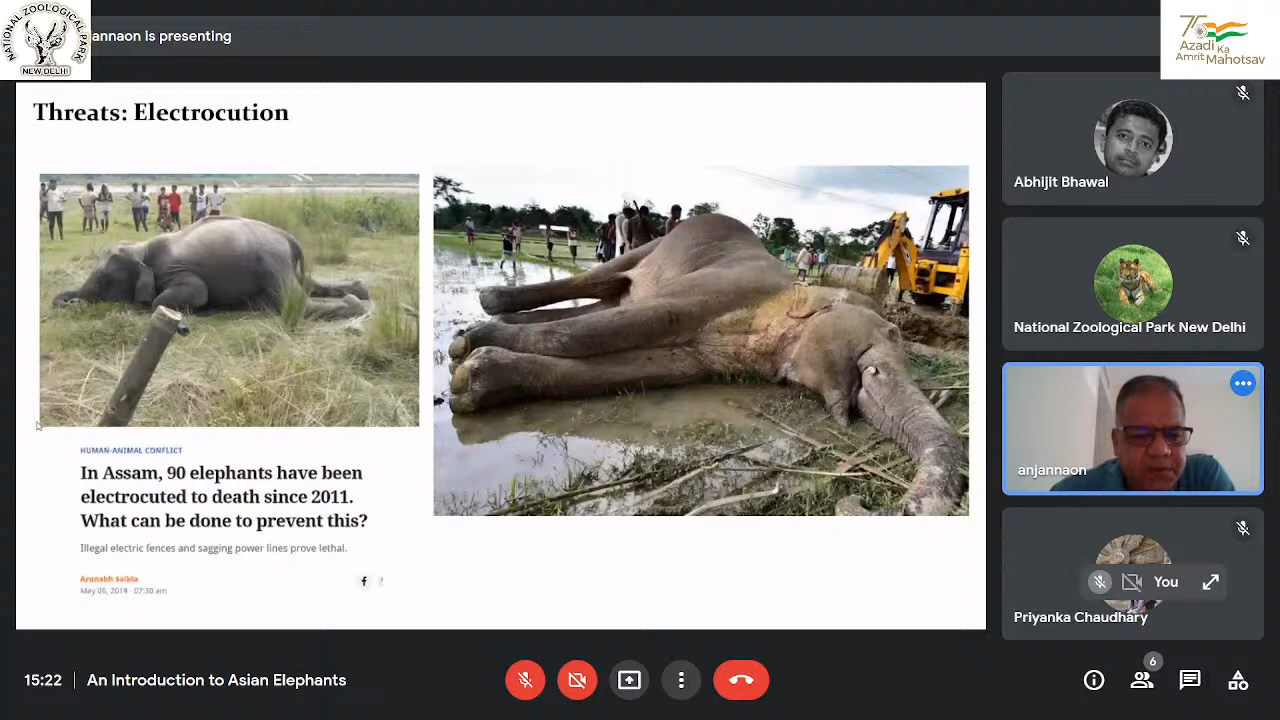 NATIONAL ZOOLOGICAL PARK
NEW DELHI
annaon is presenting
75
Azadi Ka
Amrit Mahotsav
Threats: Electrocution
HUMAN-ANIMAL CONFLICT
In Assam, 90 elephants have been
electrocuted to death since 2011.
What can be done to prevent this?
Illegal electric fences and sagging power lines prove lethal.
Arunabh Saikia
May 06, 2019 · 07:30 am
f
Abhijit Bhawal
National Zoological Park New Delhi
anjannaon
You
Priyanka Chaudhary
15:22 | An Introduction to Asian Elephants
6